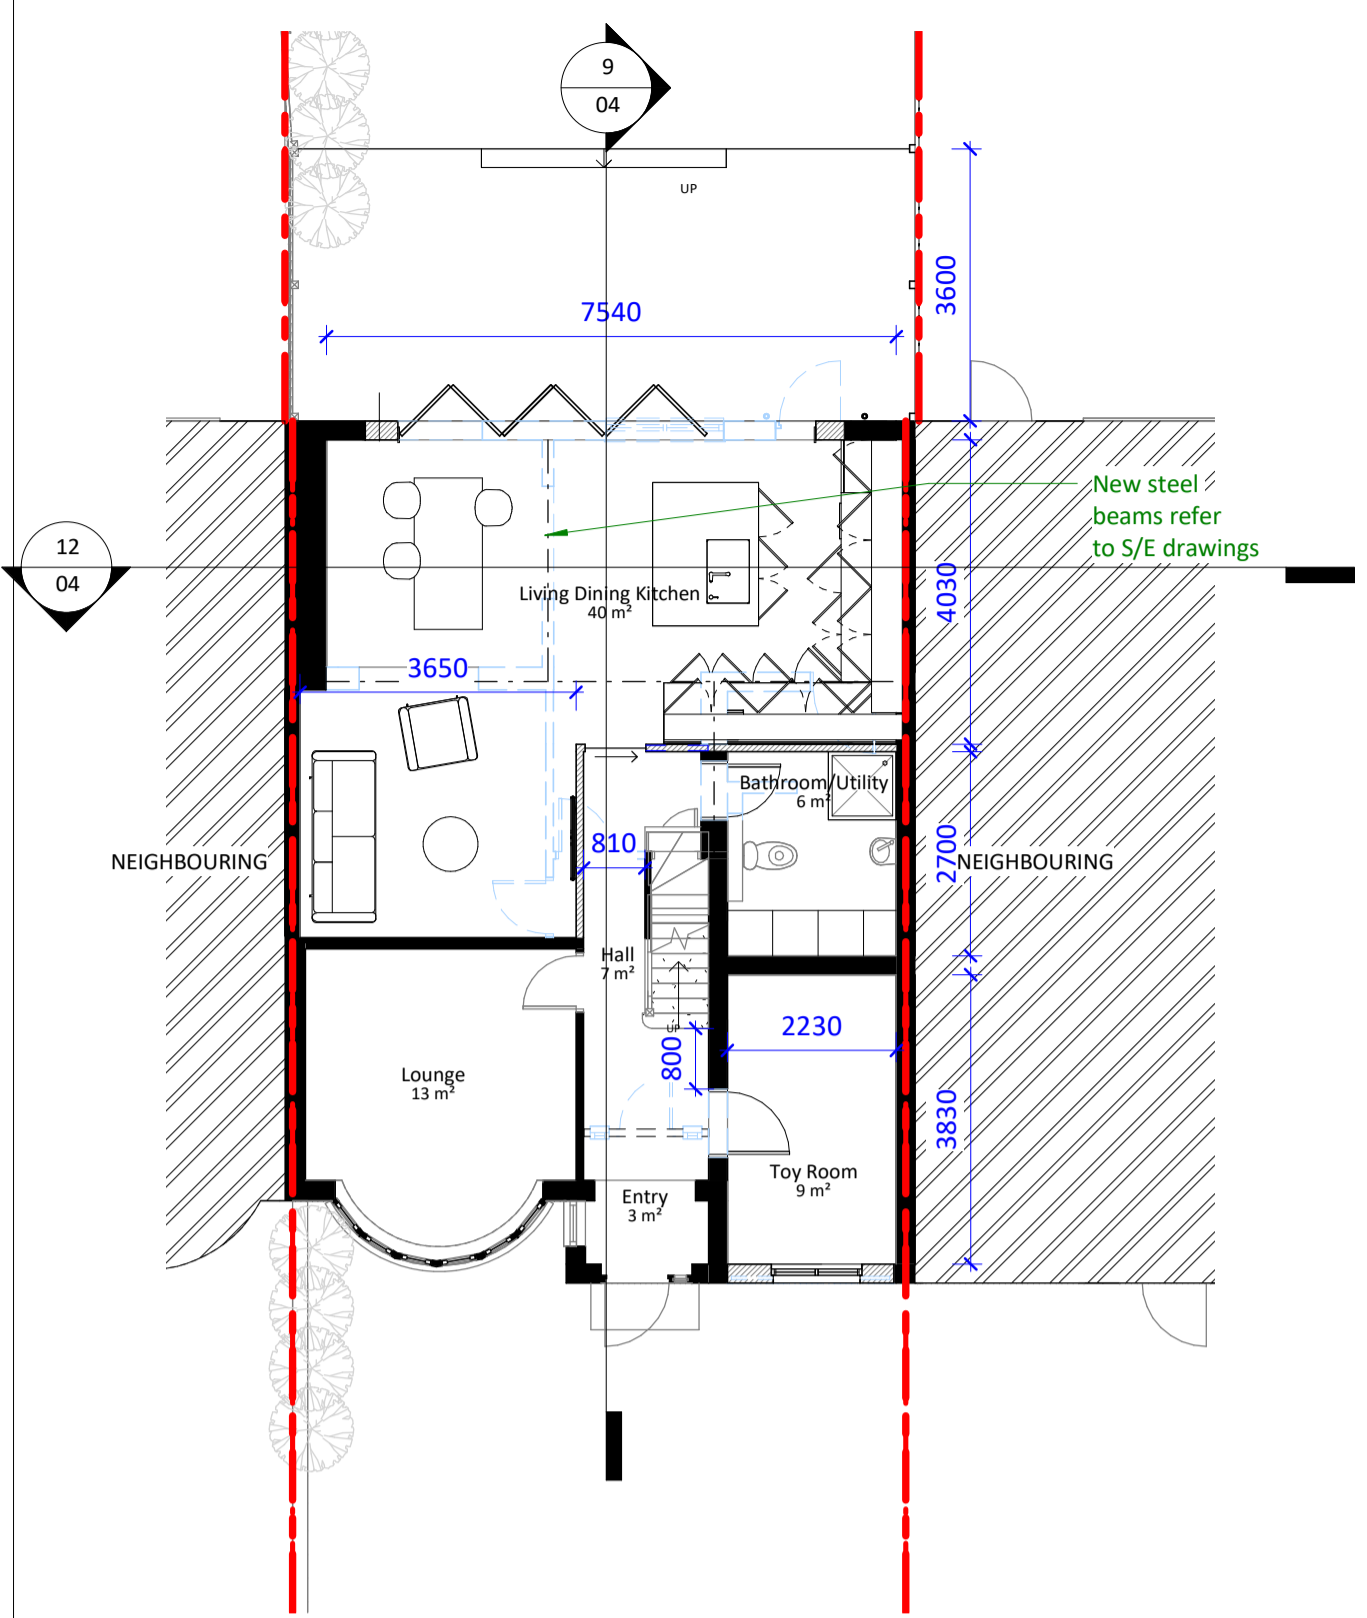 9
04
UP
3600
7540
New steel
beams refer
to S/E drawings
12
04
4030
Living Dining Kitchen
40 m²
3650
Bathroom/Utility
6 m²
810
NEIGHBOURING
2700
NEIGHBOURING
Hall
7 m²
UP
800
2230
Lounge
13 m²
3830
Toy Room
9 m²
Entry
3 m²